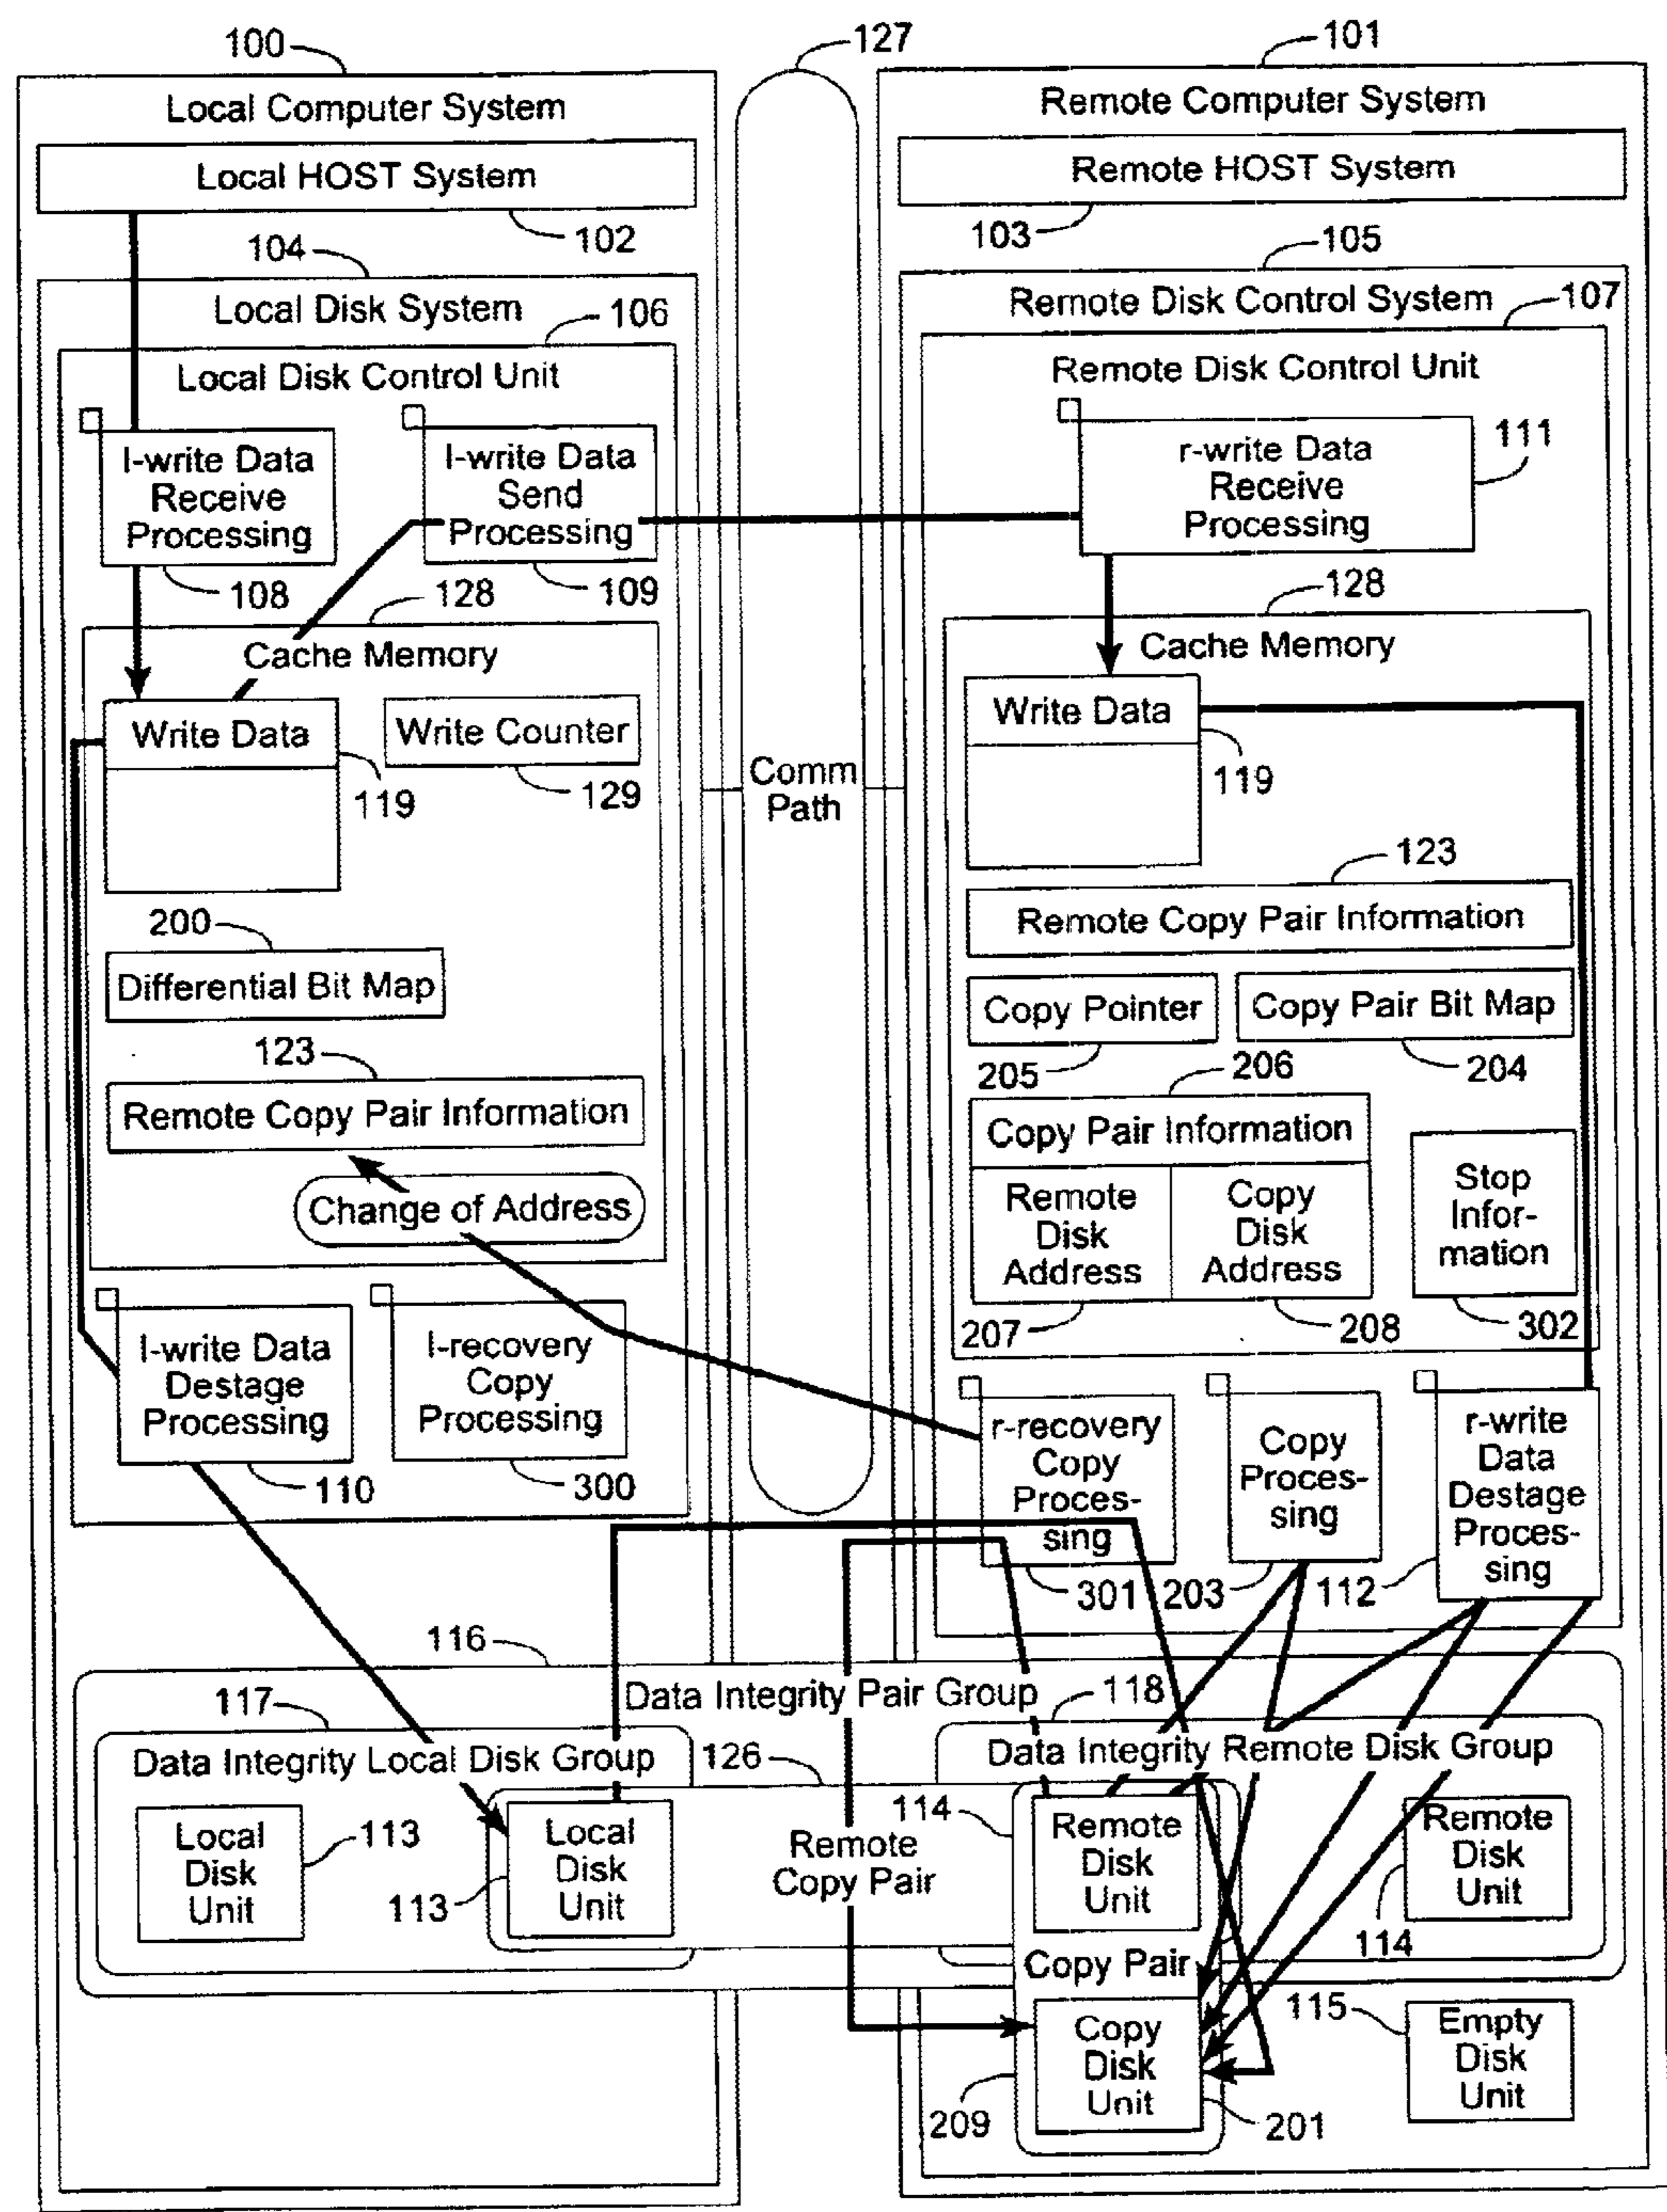 100
127
101
Local Computer System
Remote Computer System
Local HOST System
Remote HOST System
102
103
104
105
Local Disk System
Remote Disk Control System
106
107
Local Disk Control Unit
Remote Disk Control Unit
l-write Data
Receive
Processing
l-write Data
Send
Processing
r-write Data
Receive
Processing
111
108
109
128
128
Cache Memory
Cache Memory
Write Data
Write Counter
Write Data
119
129
119
Comm
Path
123
Remote Copy Pair Information
200
Differential Bit Map
Copy Pointer
Copy Pair Bit Map
205
204
123
206
Remote Copy Pair Information
Copy Pair Information
Change of Address
Remote
Disk
Address
Copy
Disk
Address
Stop
Infor-
mation
207
208
302
l-write Data
Destage
Processing
l-recovery
Copy
Processing
r-recovery
Copy
Proces-
sing
Copy
Proces-
sing
r-write
Data
Destage
Proces-
sing
110
300
301
203
112
116
Data Integrity Pair Group
117
118
Data Integrity Local Disk Group
126
Data Integrity Remote Disk Group
Local
Disk
Unit
113
Local
Disk
Unit
113
Remote
Copy Pair
114
Remote
Disk
Unit
Remote
Disk
Unit
114
Copy Pair
Copy
Disk
Unit
115
Empty
Disk
Unit
209
201